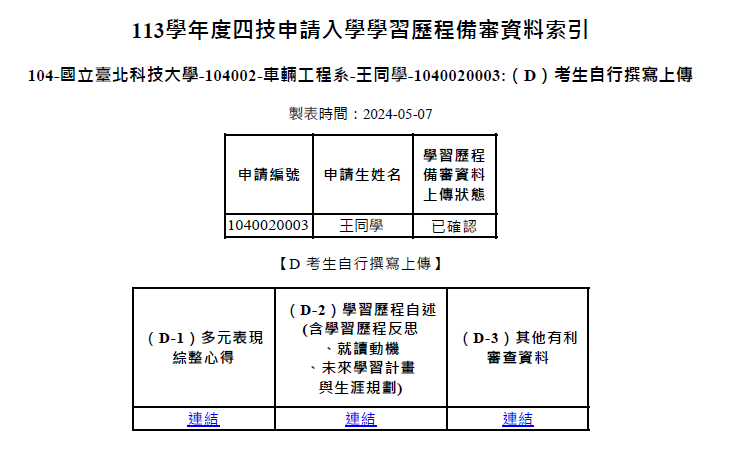 113學年度四技申請入學學習歷程備審資料索引
104-國立臺北科技大學-104002-車輛工程系-王同學-1040020003:（D）考生自行撰寫上傳
製表時間：2024-05-07
申請編號
申請生姓名
學習歷程
備審資料
上傳狀態
1040020003
王同學
已確認
【D 考生自行撰寫上傳】
（D-1）多元表現
綜整心得
（D-2）學習歷程自述
(含學習歷程反思
、就讀動機
、未來學習計畫
與生涯規劃)
（D-3）其他有利
審查資料
連結
連結
連結